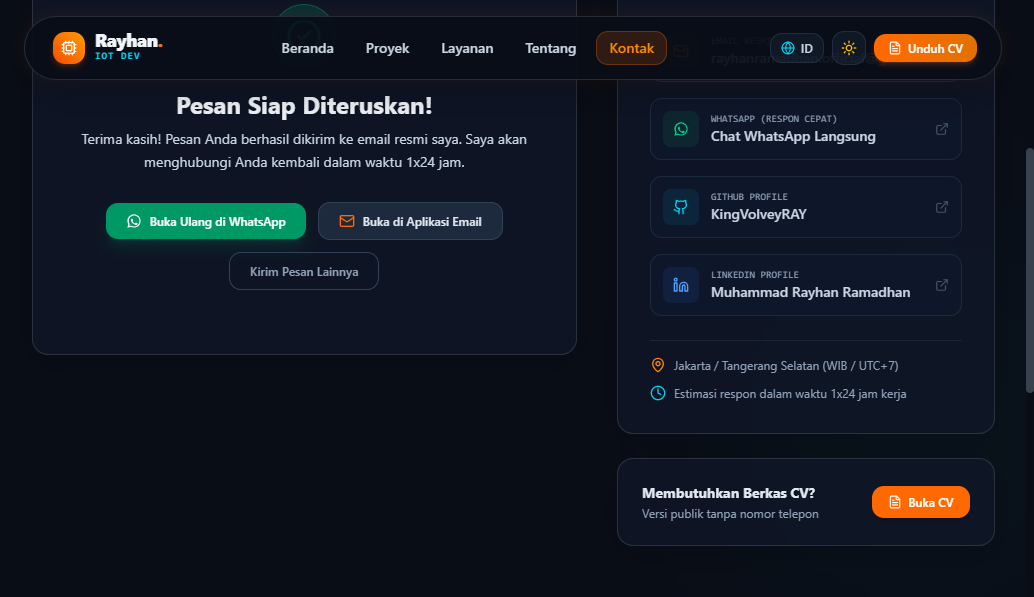 Rayhan.
IOT DEV
Beranda
Proyek
Layanan
Tentang
Kontak
ID
Unduh CV
Pesan Siap Diteruskan!
Terima kasih! Pesan Anda berhasil dikirim ke email resmi saya. Saya akan
menghubungi Anda kembali dalam waktu 1x24 jam.
Buka Ulang di WhatsApp
Buka di Aplikasi Email
Kirim Pesan Lainnya
WHATSAPP (RESPON CEPAT)
Chat WhatsApp Langsung
GITHUB PROFILE
KingVolveyRAY
LINKEDIN PROFILE
Muhammad Rayhan Ramadhan
Jakarta / Tangerang Selatan (WIB / UTC+7)
Estimasi respon dalam waktu 1x24 jam kerja
Membutuhkan Berkas CV?
Versi publik tanpa nomor telepon
Buka CV